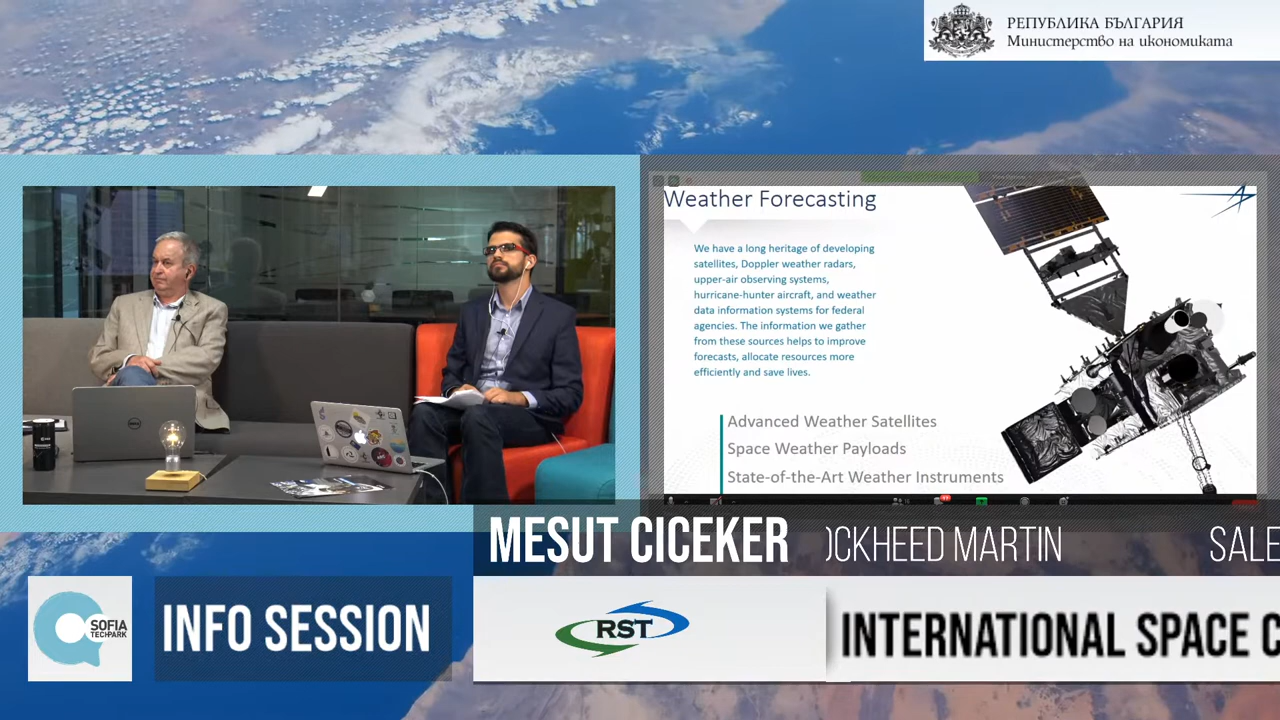 РЕПУБЛИКА БЪЛГАРИЯ
Министерство на икономиката
Weather Forecasting
We have a long heritage of developing
satellites, Doppler weather radars,
upper-air observing systems,
hurricane-hunter aircraft, and weather
data information systems for federal
agencies. The information we gather
from these sources helps to improve
forecasts, allocate resources more
efficiently and save lives.
Advanced Weather Satellites
Space Weather Payloads
State-of-the-Art Weather Instruments
MESUT CICEKER
OCKHEED MARTIN
SALE
SOFIA
TECHPARK
INFO SESSION
RST
INTERNATIONAL SPACE C